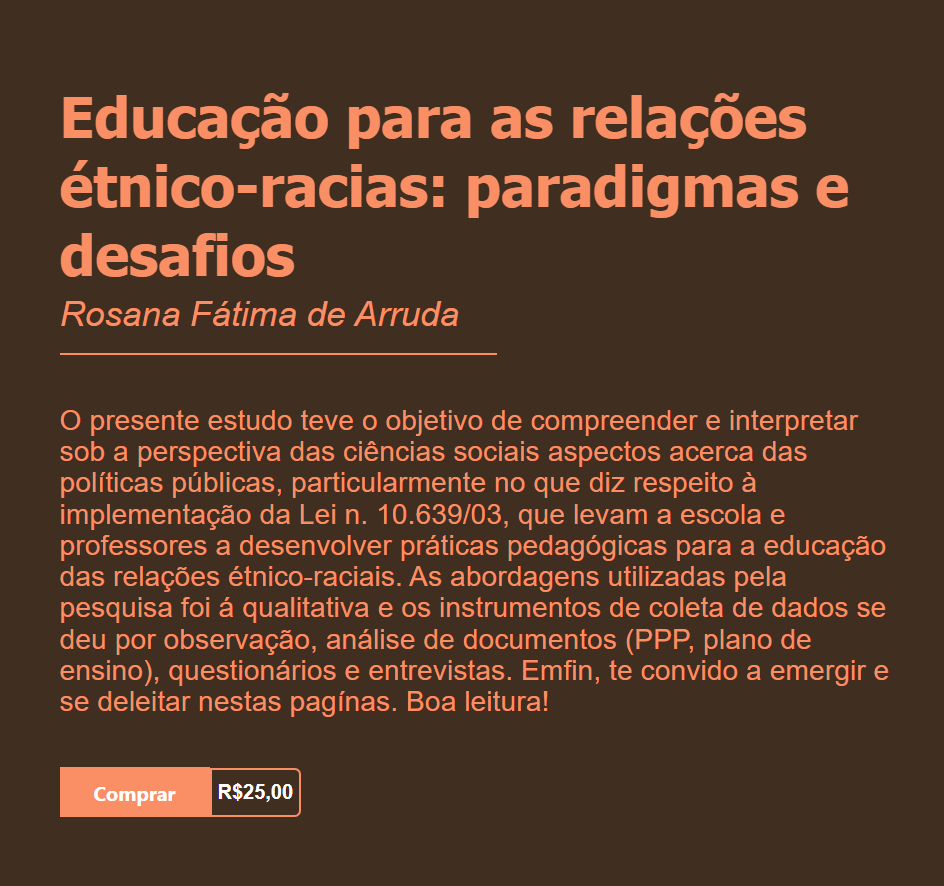 Educação para as relações
étnico-racias: paradigmas e
desafios
Rosana Fátima de Arruda
O presente estudo teve o objetivo de compreender e interpretar
sob a perspectiva das ciências sociais aspectos acerca das
políticas públicas, particularmente no que diz respeito à
implementação da Lei n. 10.639/03, que levam a escola e
professores a desenvolver práticas pedagógicas para a educação
das relações étnico-raciais. As abordagens utilizadas pela
pesquisa foi á qualitativa e os instrumentos de coleta de dados se
deu por observação, análise de documentos (PPP, plano de
ensino), questionários e entrevistas. Emfin, te convido a emergir e
se deleitar nestas pagínas. Boa leitura!
Comprar R$25,00